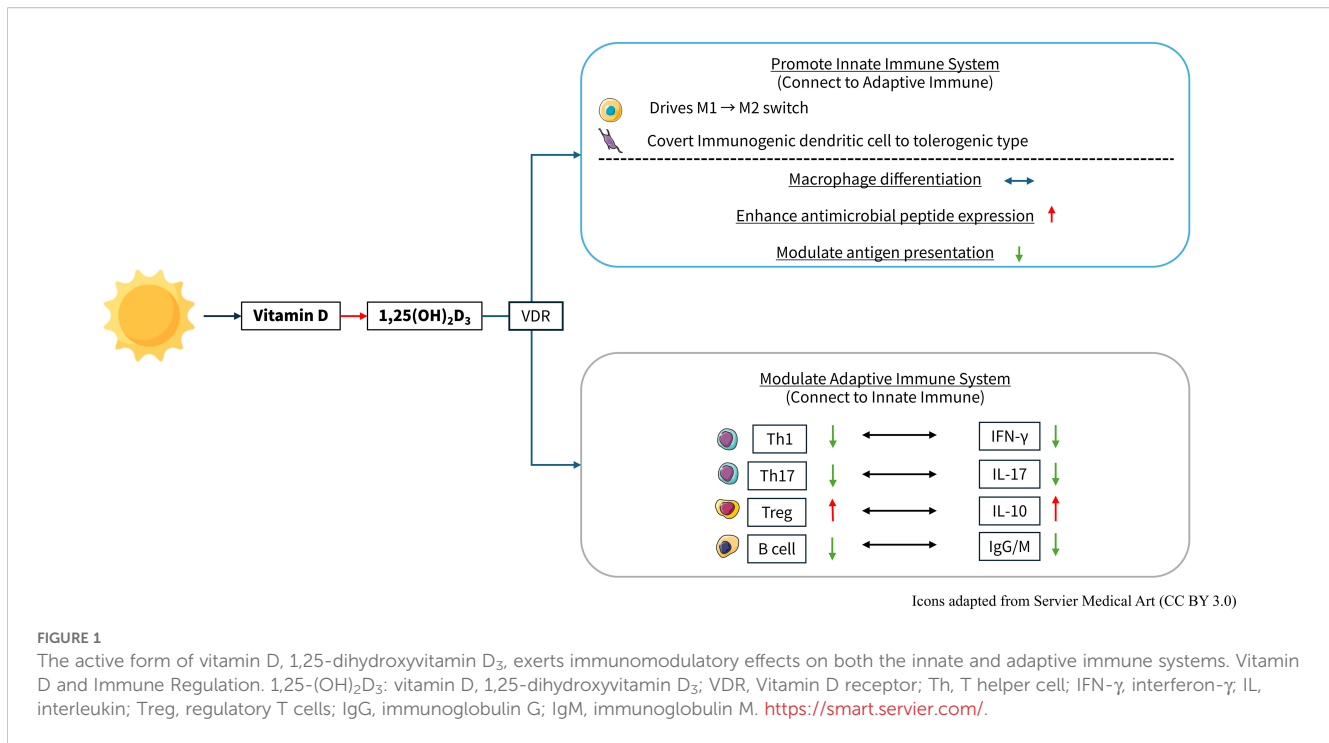 Promote Innate Immune System
(Connect to Adaptive Immune)
Drives M1 → M2 switch
Covert Immunogenic dendritic cell to tolerogenic type
Macrophage differentiation
Enhance antimicrobial peptide expression
Modulate antigen presentation
Vitamin D
1,25(OH)₂D₃
VDR
Modulate Adaptive Immune System
(Connect to Innate Immune)
Th1 IFN-γ
Th17 IL-17
Treg IL-10
B cell IgG/M
Icons adapted from Servier Medical Art (CC BY 3.0)
FIGURE 1
The active form of vitamin D, 1,25-dihydroxyvitamin D₃, exerts immunomodulatory effects on both the innate and adaptive immune systems. Vitamin
D and Immune Regulation. 1,25-(OH)₂D₃: vitamin D, 1,25-dihydroxyvitamin D₃; VDR, Vitamin D receptor; Th, T helper cell; IFN-γ, interferon-γ; IL,
interleukin; Treg, regulatory T cells; IgG, immunoglobulin G; IgM, immunoglobulin M. https://smart.servier.com/.